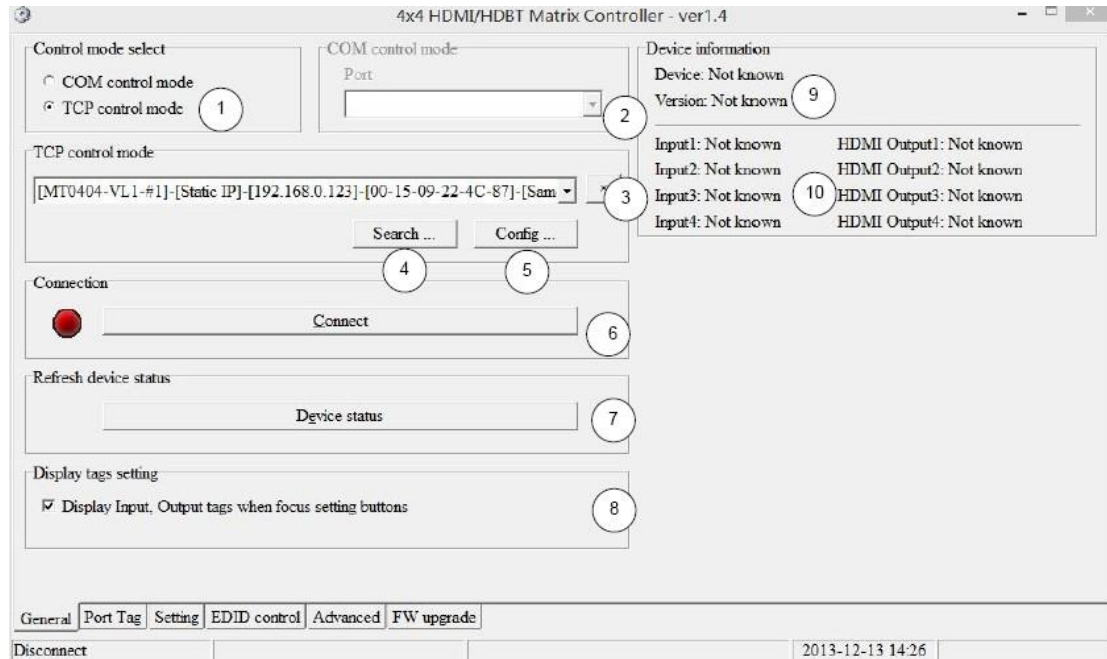 4x4 HDMI/HDBT Matrix Controller - ver1.4
Control mode select
COM control mode
TCP control mode
1
COM control mode
Port
2
TCP control mode
[MT0404-VL1-#1]-[Static IP]-[192.168.0.123]-[00-15-09-22-4C-87]-[Sam
3
Search ...
Config ...
4
5
Connection
Connect
6
Refresh device status
Device status
7
Display tags setting
Display Input, Output tags when focus setting buttons
8
Device information
Device: Not known
Version: Not known
9
Input1: Not known HDMI Output1: Not known
Input2: Not known HDMI Output2: Not known
Input3: Not known 10 HDMI Output3: Not known
Input4: Not known HDMI Output4: Not known
General Port Tag Setting EDID control Advanced FW upgrade
Disconnect 2013-12-13 14:26